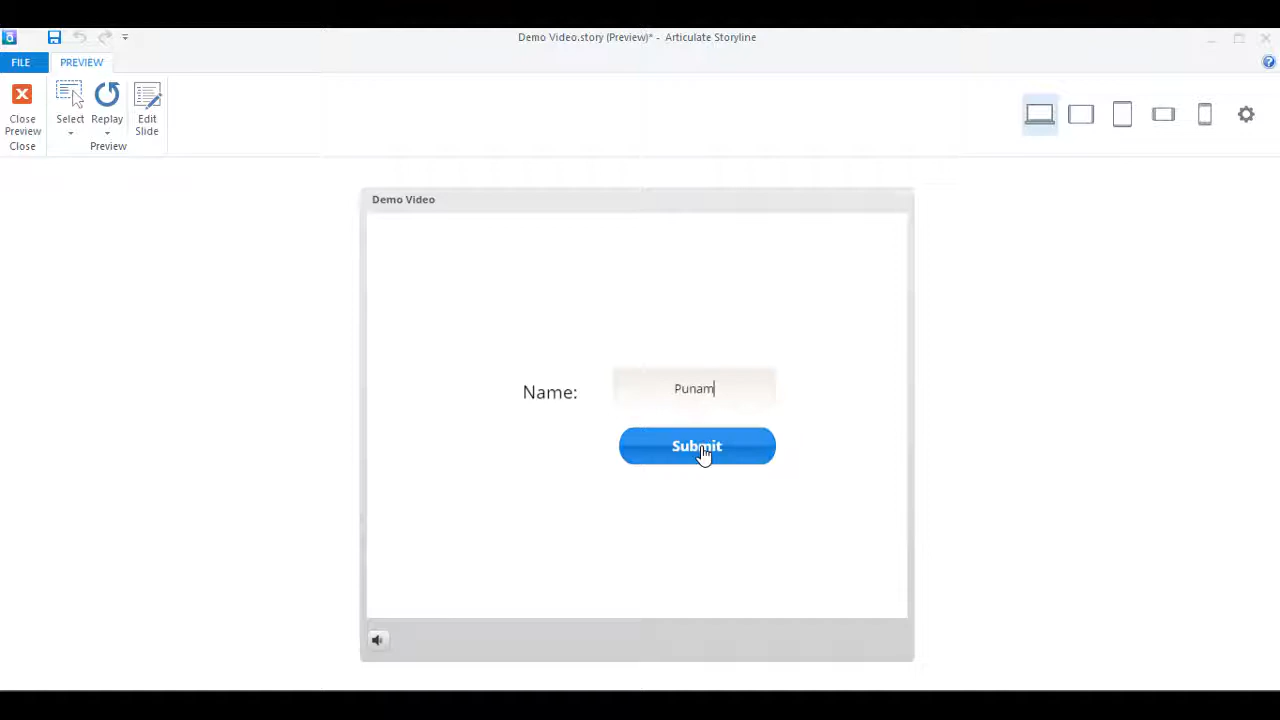 Demo Video.story (Preview)* - Articulate Storyline
FILE
PREVIEW
Close Preview
Select
Replay
Edit Slide
Close
Preview
Demo Video
Name:
Punam
Submit